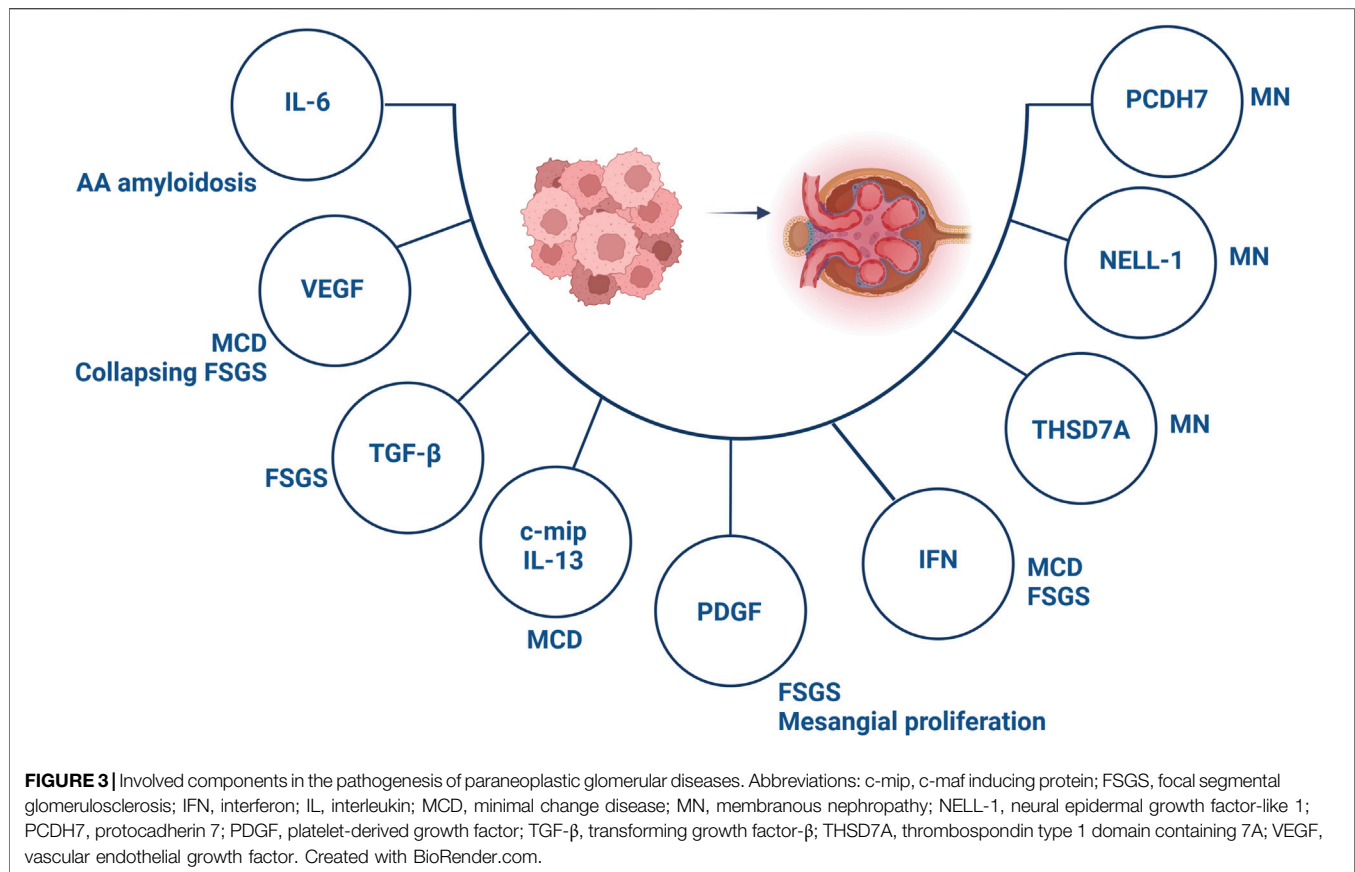 IL-6
AA amyloidosis
VEGF
MCD
Collapsing FSGS
TGF-β
FSGS
c-mip
IL-13
MCD
PDGF
FSGS
Mesangial proliferation
IFN
MCD
FSGS
THSD7A
MN
NELL-1
MN
PCDH7
MN
FIGURE 3 | Involved components in the pathogenesis of paraneoplastic glomerular diseases. Abbreviations: c-mip, c-maf inducing protein; FSGS, focal segmental
glomerulosclerosis; IFN, interferon; IL, interleukin; MCD, minimal change disease; MN, membranous nephropathy; NELL-1, neural epidermal growth factor-like 1;
PCDH7, protocadherin 7; PDGF, platelet-derived growth factor; TGF-β, transforming growth factor-β; THSD7A, thrombospondin type 1 domain containing 7A; VEGF,
vascular endothelial growth factor. Created with BioRender.com.